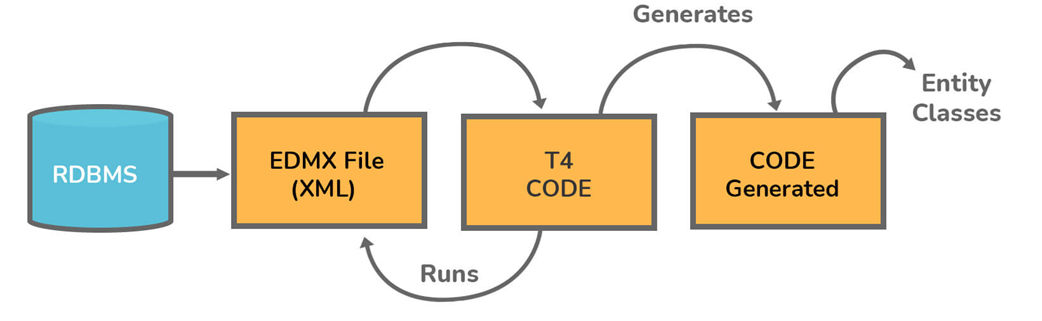 Generates
Entity
Classes
RDBMS
EDMX File
(XML)
T4
CODE
CODE
Generated
Runs